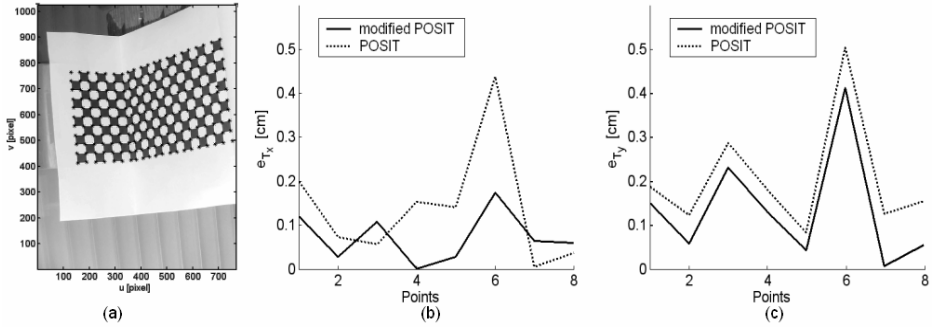 1000
900
800
700
600
500
400
300
200
100
v [pixel]
100 200 300 400 500 600 700
u [pixel]
(a)
modified POSIT
POSIT
0.5
0.4
0.3
0.2
0.1
0
eTx [cm]
2 4 6 8
Points
(b)
modified POSIT
POSIT
0.5
0.4
0.3
0.2
0.1
0
eTy [cm]
2 4 6 8
Points
(c)